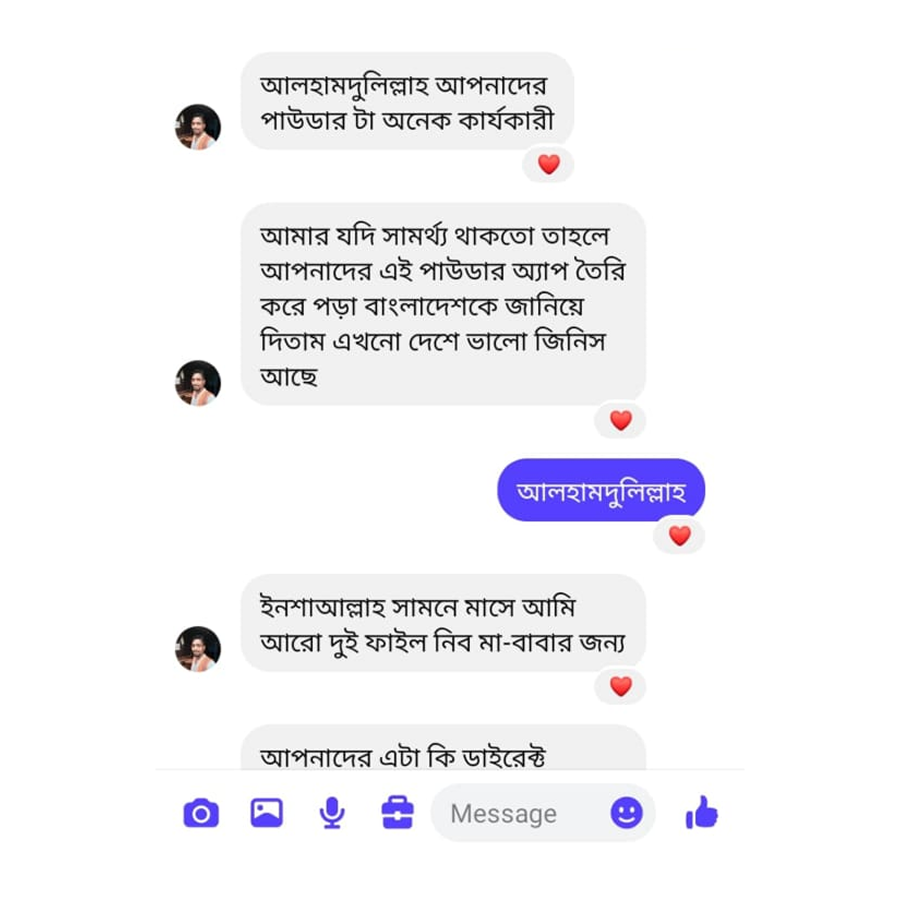 আলহামদুলিল্লাহ আপনাদের
পাউডার টা অনেক কার্যকারী
আমার যদি সামর্থ্য থাকতো তাহলে
আপনাদের এই পাউডার অ্যাপ তৈরি
করে পড়া বাংলাদেশকে জানিয়ে
দিতাম এখনো দেশে ভালো জিনিস
আছে
আলহামদুলিল্লাহ
ইনশাআল্লাহ সামনে মাসে আমি
আরো দুই ফাইল নিব মা-বাবার জন্য
আপনাদের এটা কি ডাইরেক্ট
Message